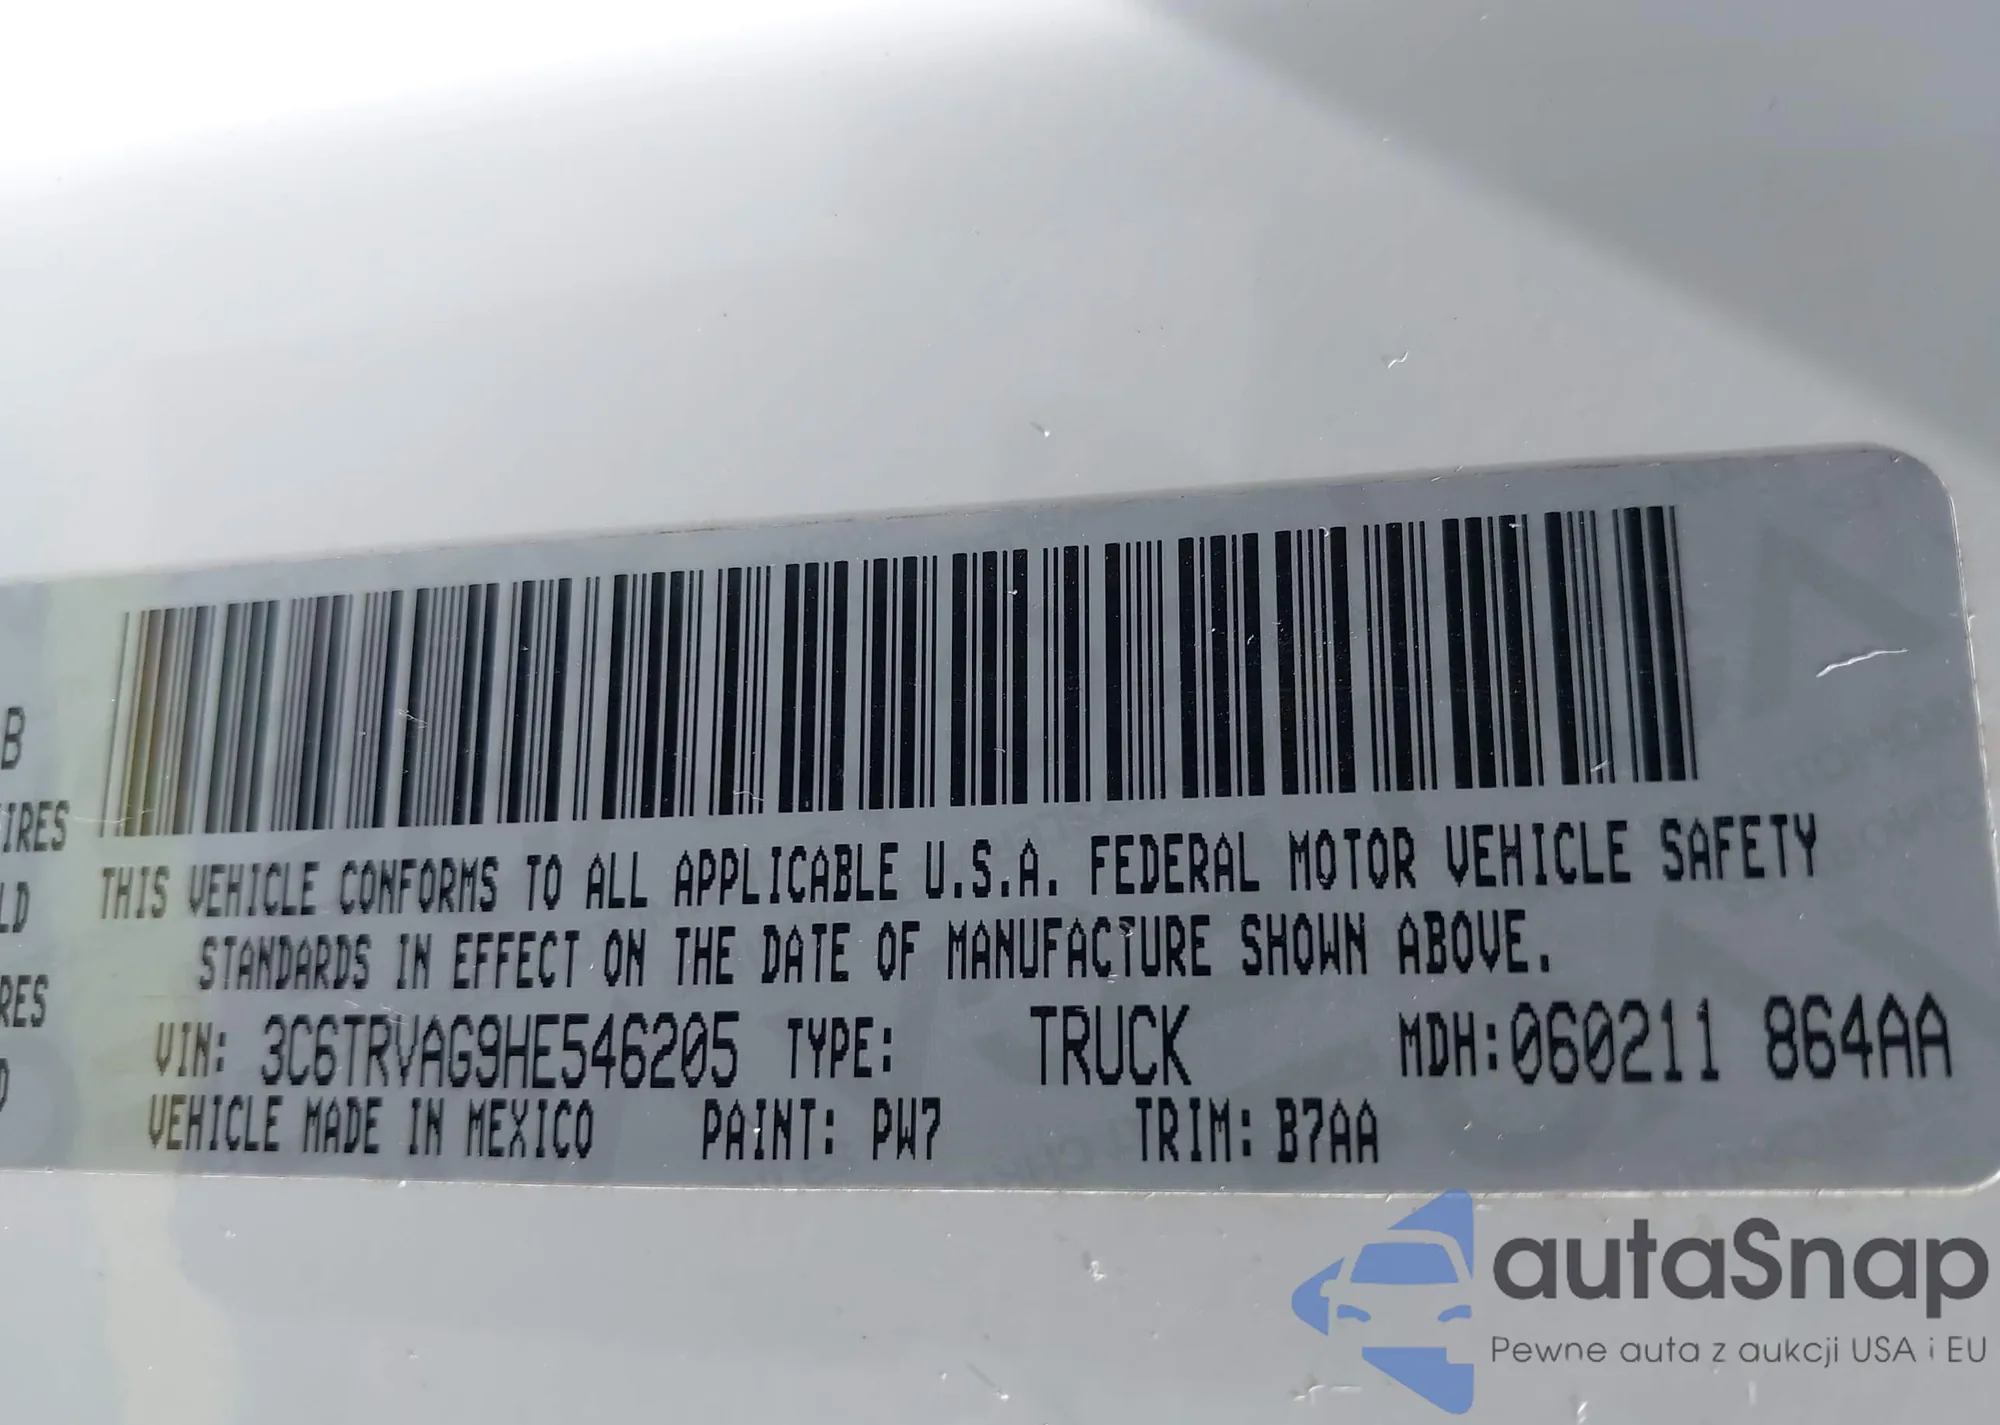 B
IRES
LD
RES
D
THIS VEHICLE CONFORMS TO ALL APPLICABLE U.S.A. FEDERAL MOTOR VEHICLE SAFETY
STANDARDS IN EFFECT ON THE DATE OF MANUFACTURE SHOWN ABOVE.
VIN: 3C6TRVAG9HE546205 TYPE: TRUCK MDH:060211 864AA
VEHICLE MADE IN MEXICO PAINT: PW7 TRIM: B7AA
autaSnap
Pewne auta z aukcji USA i EU